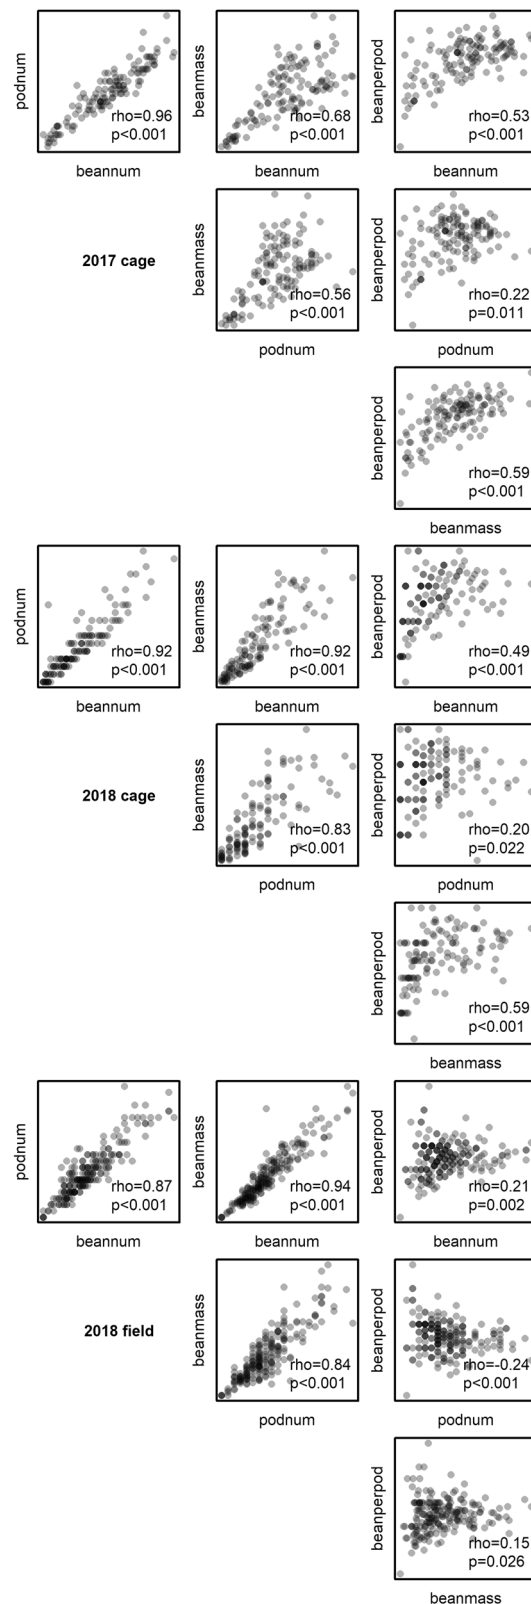 podnum
rho=0.96
p<0.001
beannum
beanmass
rho=0.68
p<0.001
beannum
beanperpod
rho=0.53
p<0.001
beannum
2017 cage
beanmass
rho=0.56
p<0.001
podnum
beanperpod
rho=0.22
p=0.011
podnum
beanperpod
rho=0.59
p<0.001
beanmass
podnum
rho=0.92
p<0.001
beannum
beanmass
rho=0.92
p<0.001
beannum
beanperpod
rho=0.49
p<0.001
beannum
2018 cage
beanmass
rho=0.83
p<0.001
podnum
beanperpod
rho=0.20
p=0.022
podnum
beanperpod
rho=0.59
p<0.001
beanmass
podnum
rho=0.87
p<0.001
beannum
beanmass
rho=0.94
p<0.001
beannum
beanperpod
rho=0.21
p=0.002
beannum
2018 field
beanmass
rho=0.84
p<0.001
podnum
beanperpod
rho=-0.24
p<0.001
podnum
beanperpod
rho=0.15
p=0.026
beanmass